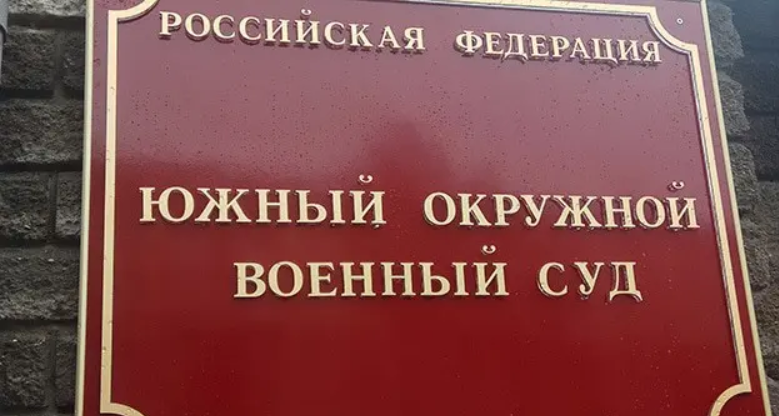 РОССИЙСКАЯ ФЕДЕРАЦИЯ
ЮЖНЫЙ ОКРУЖНОЙ
ВОЕННЫЙ СУД